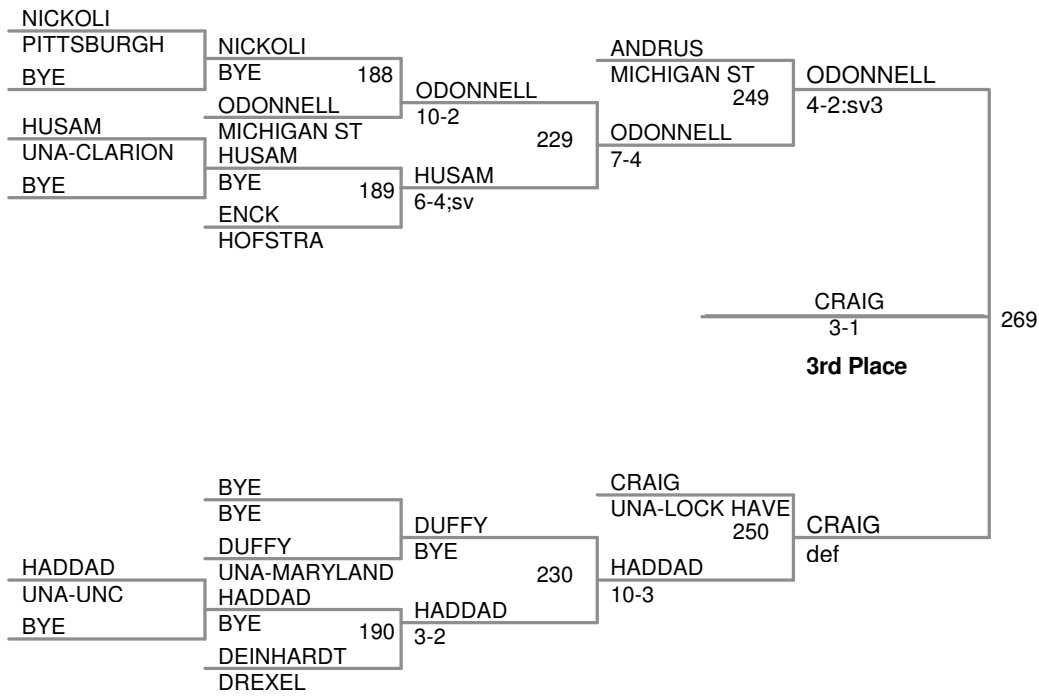 NICKOLI
PITTSBURGH
BYE
HUSAM
UNA-CLARION
BYE
NICKOLI
BYE
188
ODONNELL
MICHIGAN ST
HUSAM
BYE
189
ENCK
HOFSTRA
ODONNELL
10-2
229
HUSAM
6-4;sv
ANDRUS
MICHIGAN ST
249
ODONNELL
7-4
ODONNELL
4-2:sv3
CRAIG
3-1
269
3rd Place
HADDAD
UNA-UNC
BYE
BYE
BYE
DUFFY
UNA-MARYLAND
HADDAD
BYE
190
DEINHARDT
DREXEL
DUFFY
BYE
230
HADDAD
3-2
CRAIG
UNA-LOCK HAVE
250
HADDAD
10-3
CRAIG
def